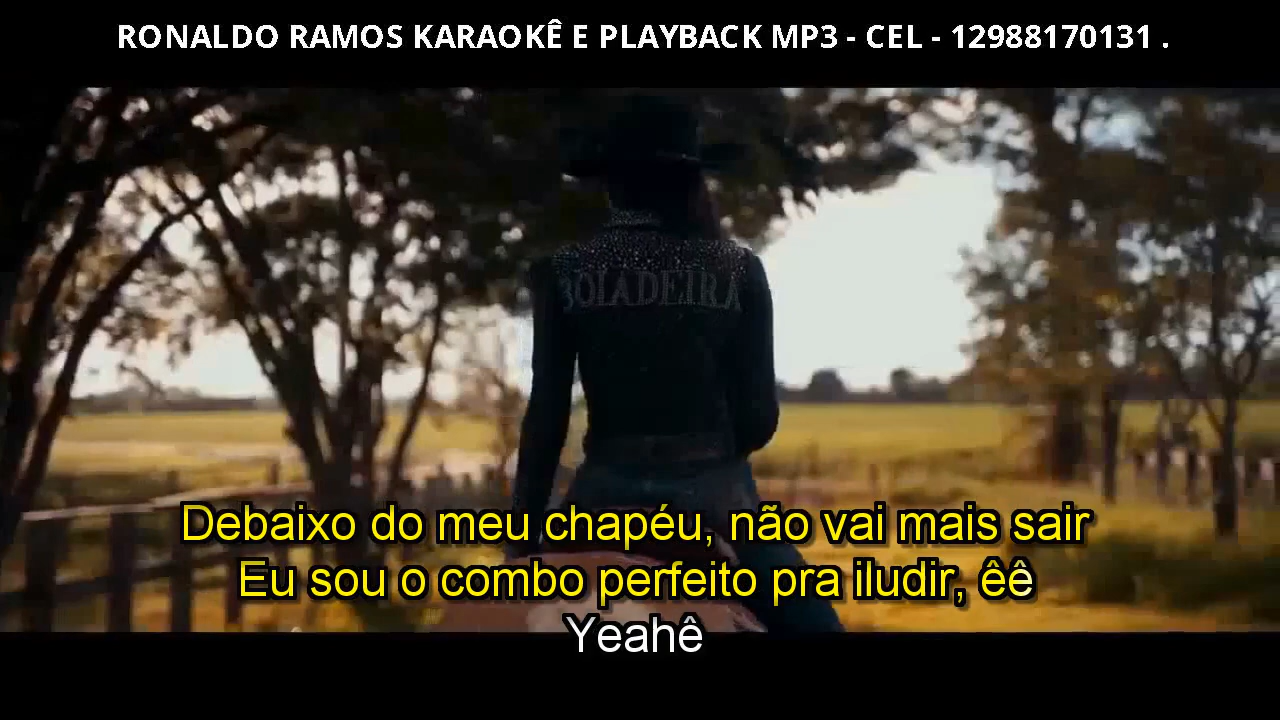 RONALDO RAMOS KARAOKÊ E PLAYBACK MP3 - CEL - 12988170131 .
BOIADEIRA
Debaixo do meu chapéu, não vai mais sair
Eu sou o combo perfeito pra iludir, êê
Yeahê